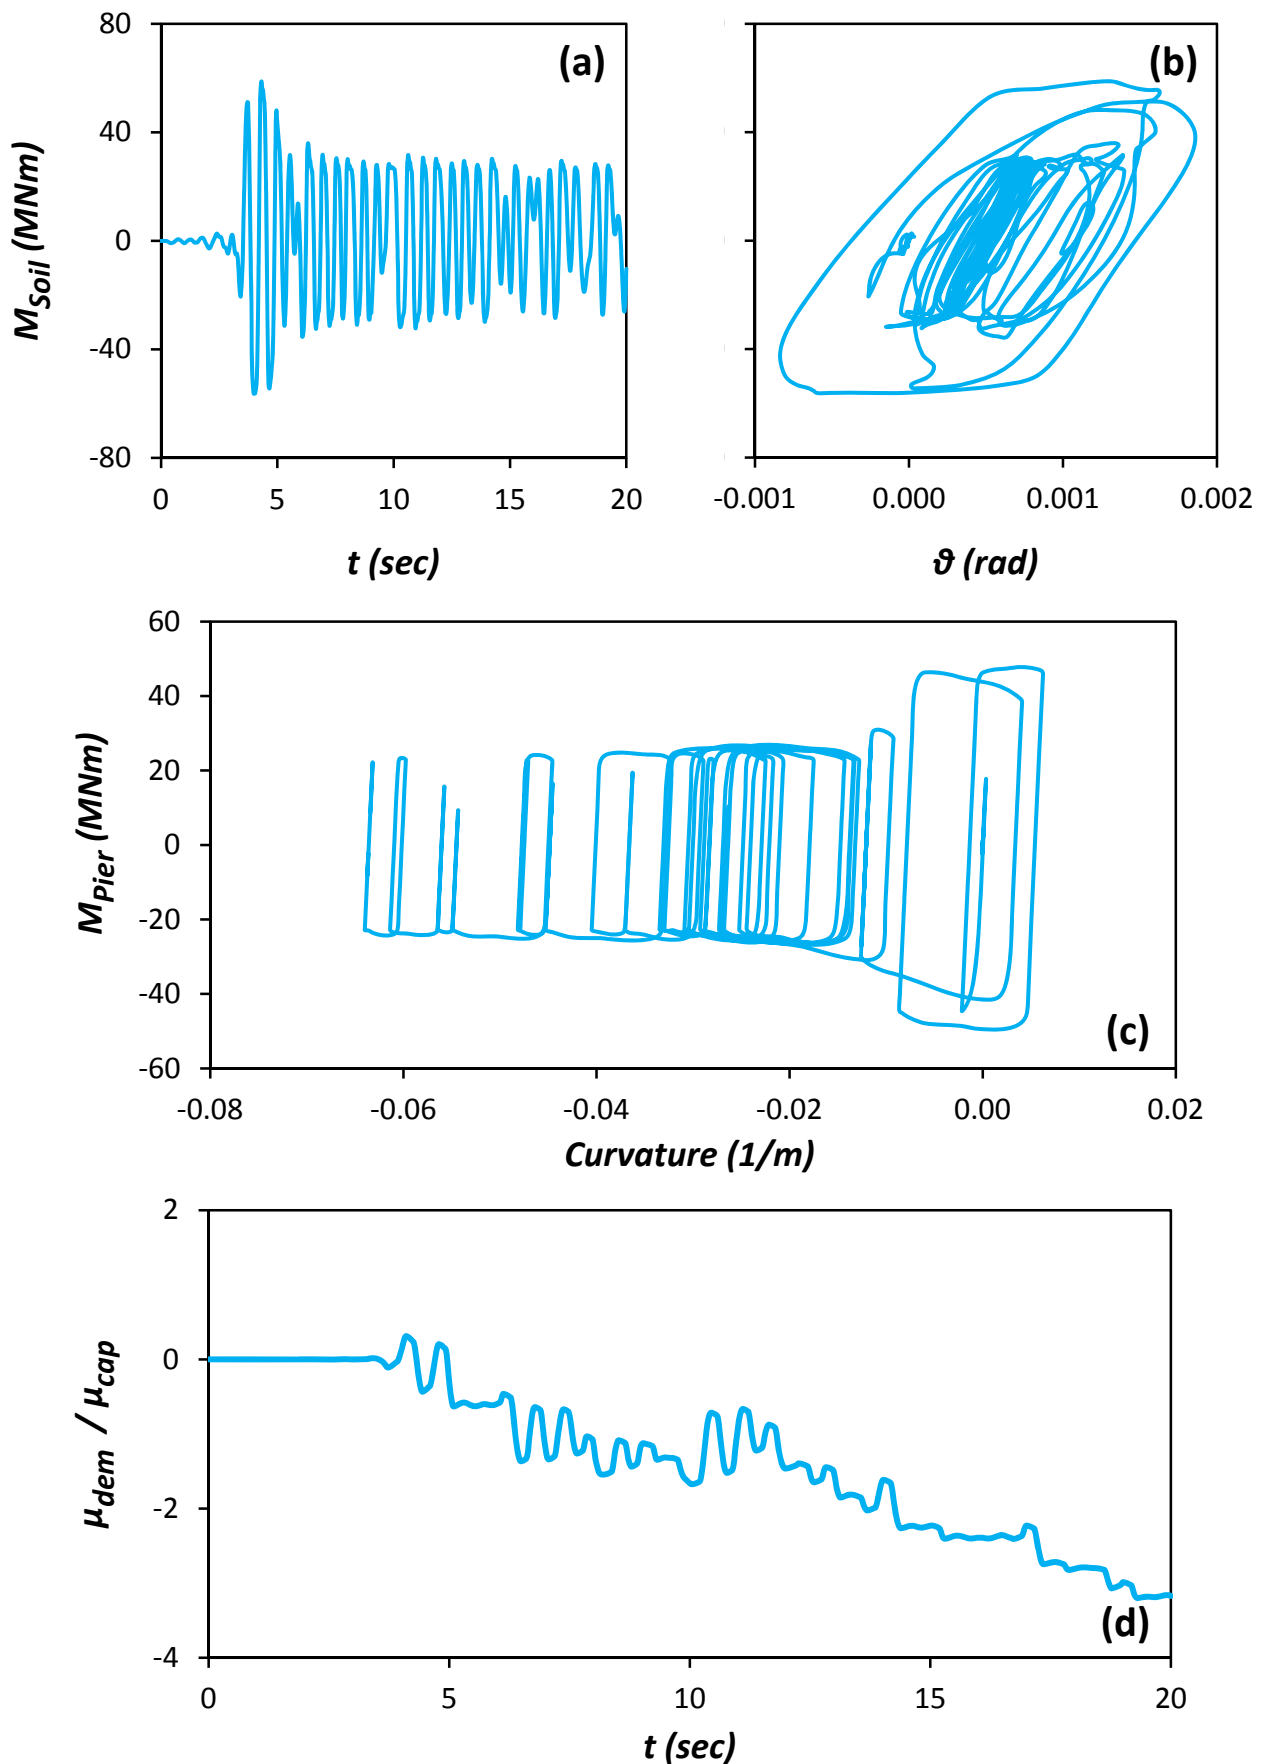 80
40
0
-40
-80
M_Soil (MNm)
(a)
0 5 10 15 20
t (sec)
(b)
-0.001 0.000 0.001 0.002
ϑ (rad)
60
40
20
0
-20
-40
-60
M_Pier (MNm)
(c)
-0.08 -0.06 -0.04 -0.02 0.00 0.02
Curvature (1/m)
2
0
-2
-4
μ_dem / μ_cap
(d)
0 5 10 15 20
t (sec)